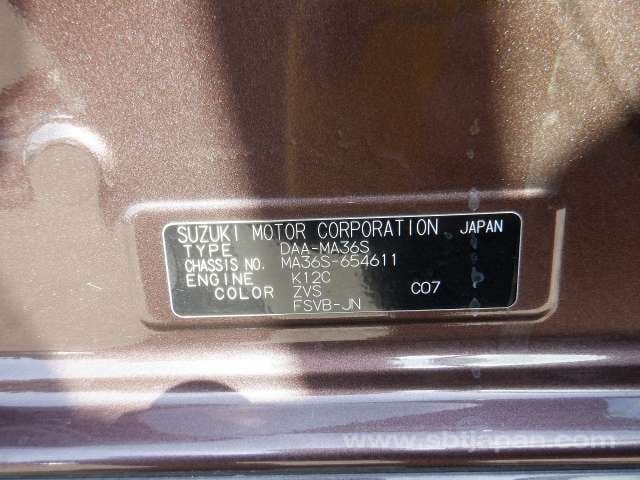 SUZUKI MOTOR CORPORATION JAPAN
TYPE DAA-MA36S
CHASSIS NO. MA36S-654611
ENGINE K12C
COLOR ZVS C07
FSVB-JN
www.sbtjapan.com